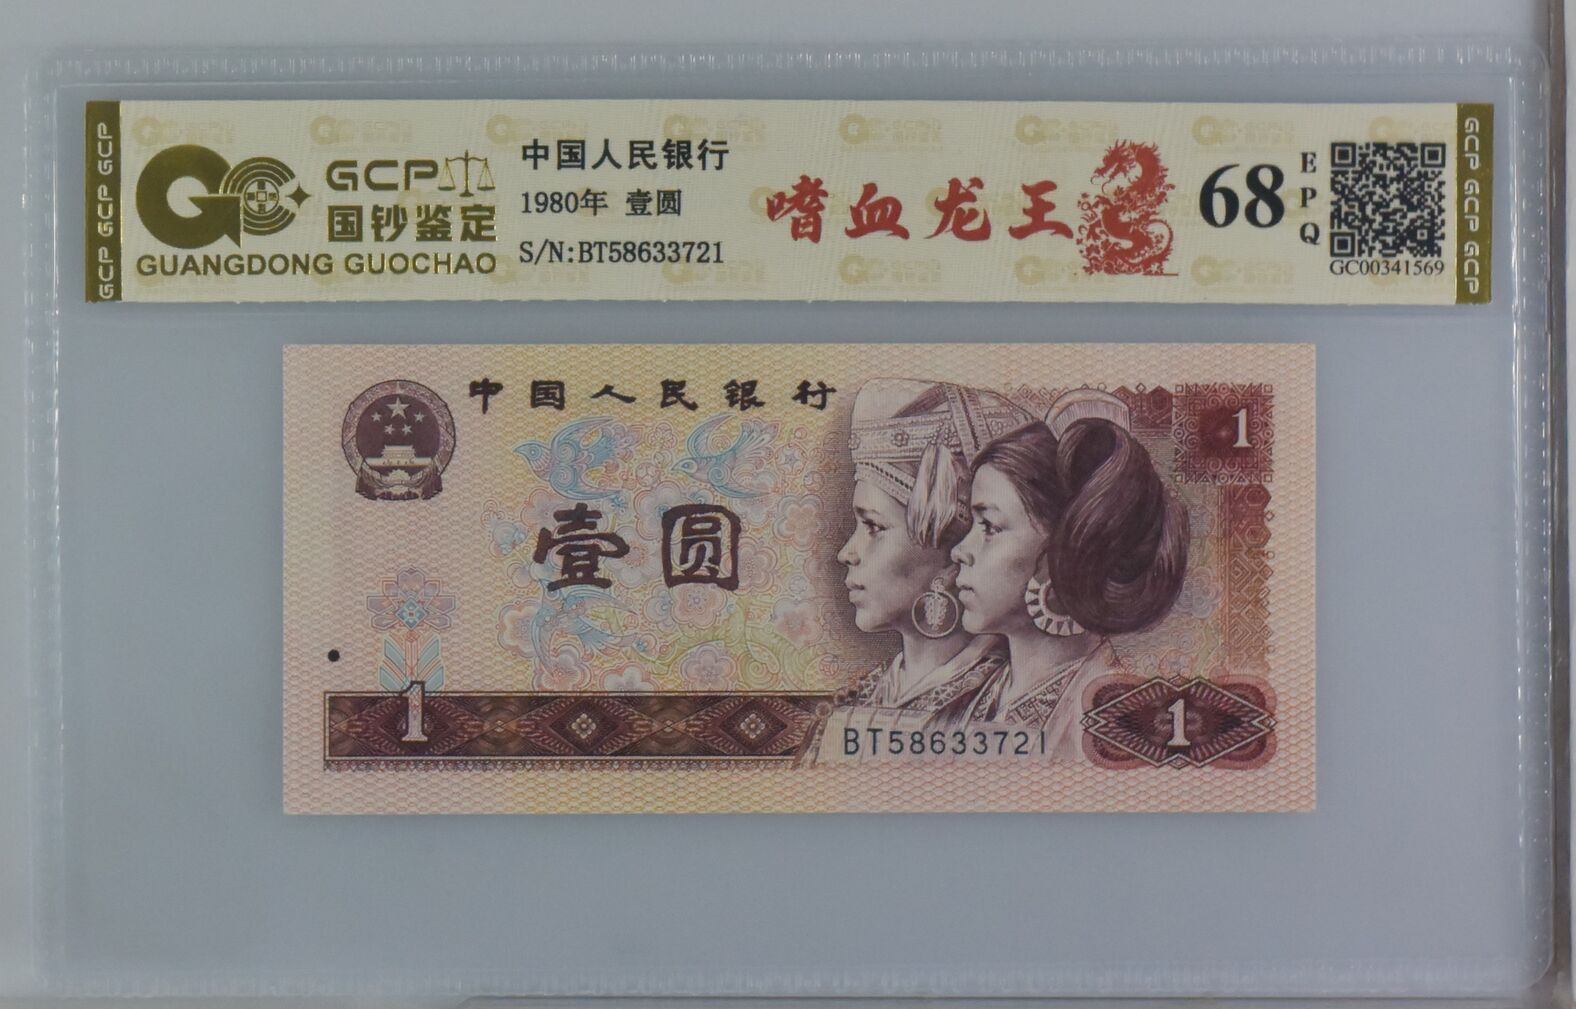 GCP GCP GCP
GCP
国钞鉴定
GUANGDONG GUOCHAO
中国人民银行
1980年 壹圆
S/N:BT58633721
嗜血龙王
68
EPQ
GC00341569
GCP GCP GCP
中国人民银行
1
壹圆
1
BT58633721
1